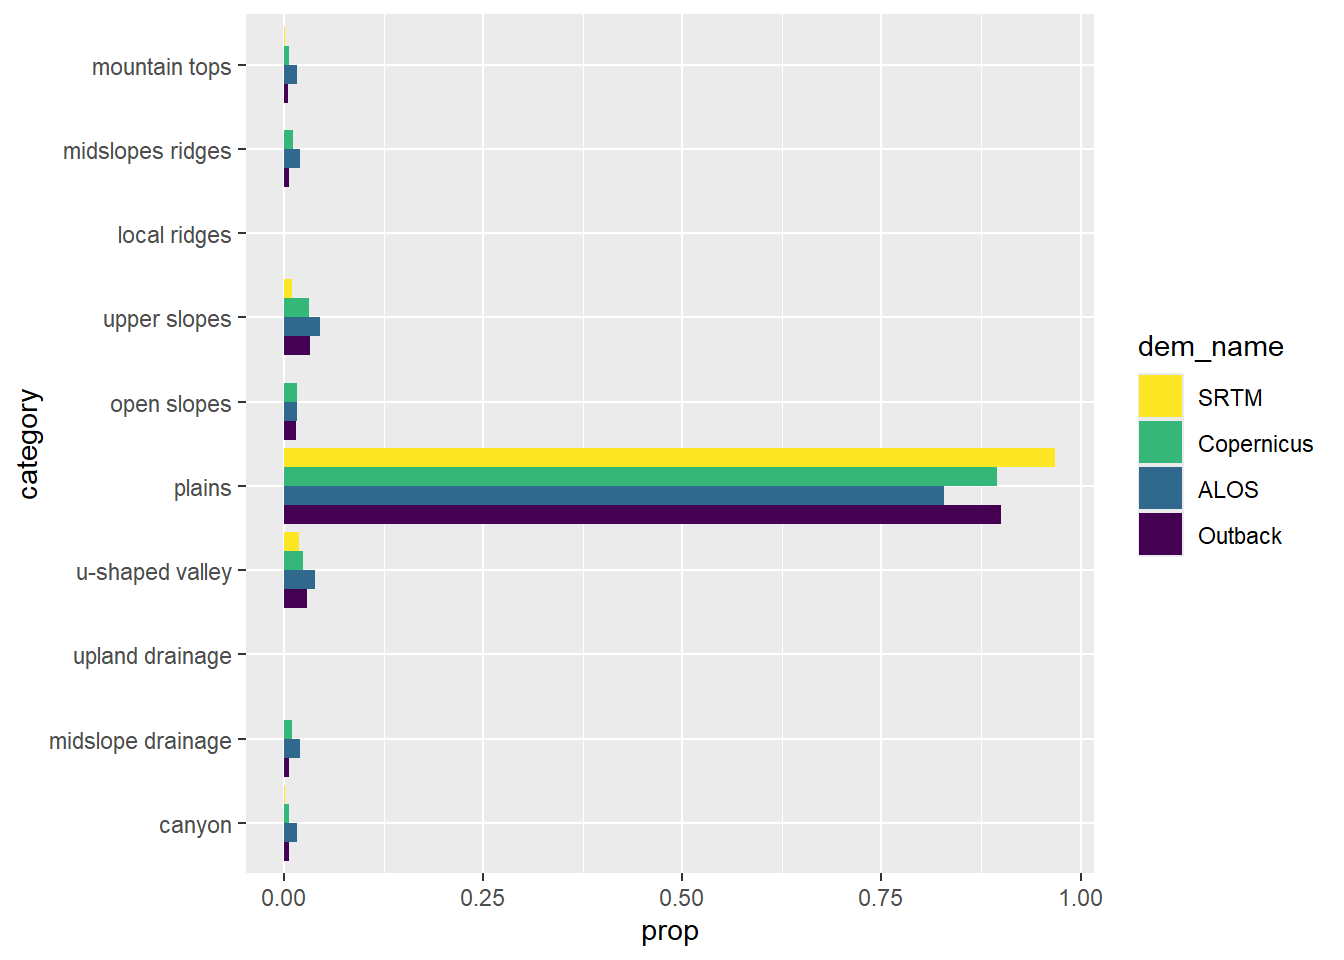 mountain tops
midslopes ridges
local ridges
upper slopes
open slopes
plains
u-shaped valley
upland drainage
midslope drainage
canyon
category
0.00
0.25
0.50
0.75
1.00
prop
dem_name
SRTM
Copernicus
ALOS
Outback